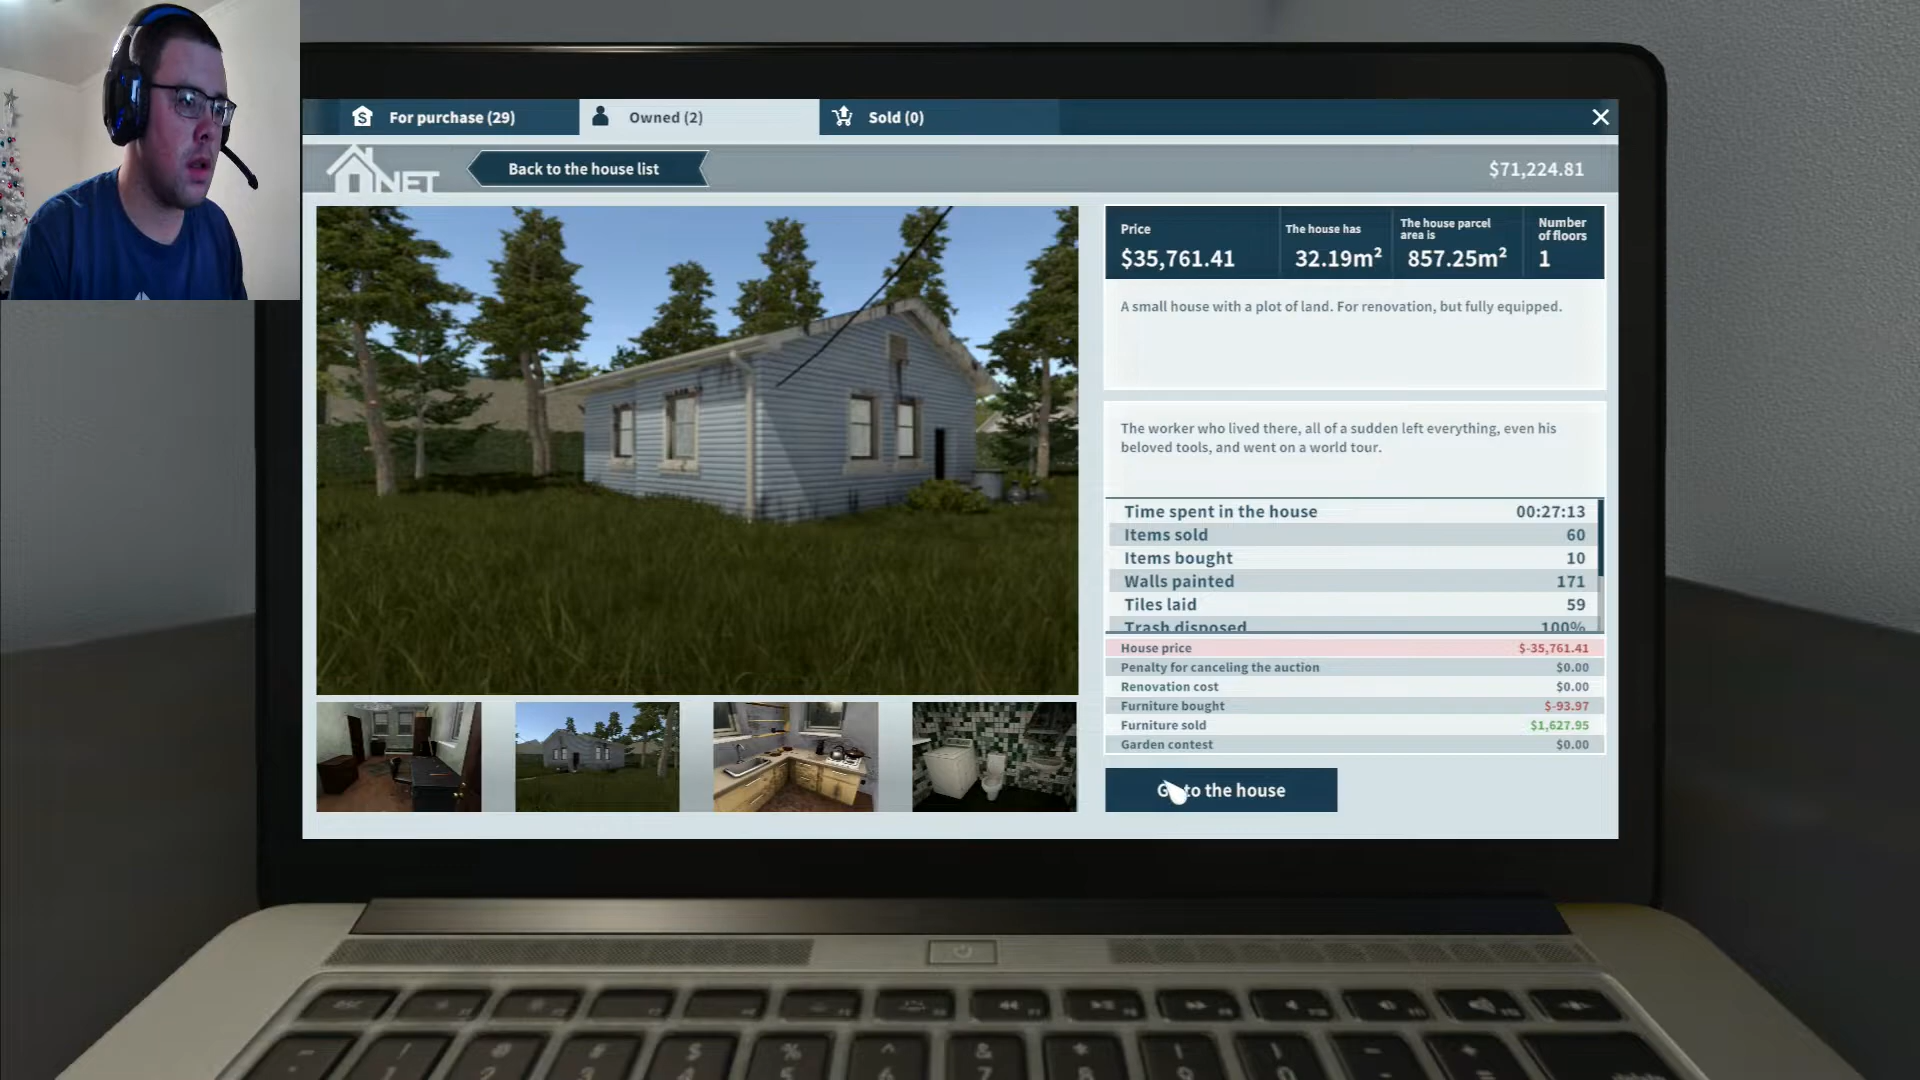 For purchase (29)
Owned (2)
Sold (0)
NET
Back to the house list
$71,224.81
Price
$35,761.41
The house has
32.19m²
The house parcel
area is
857.25m²
Number
of floors
1
A small house with a plot of land. For renovation, but fully equipped.
The worker who lived there, all of a sudden left everything, even his
beloved tools, and went on a world tour.
Time spent in the house 00:27:13
Items sold 60
Items bought 10
Walls painted 171
Tiles laid 59
Trash disposed 100%
House price $-35,761.41
Penalty for canceling the auction $0.00
Renovation cost $0.00
Furniture bought $-93.97
Furniture sold $1,627.95
Garden contest $0.00
Go to the house